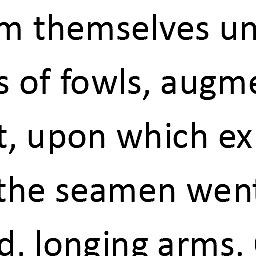 m themselves un
s of fowls, augme
t, upon which ex
the seamen went
d, longing arms.